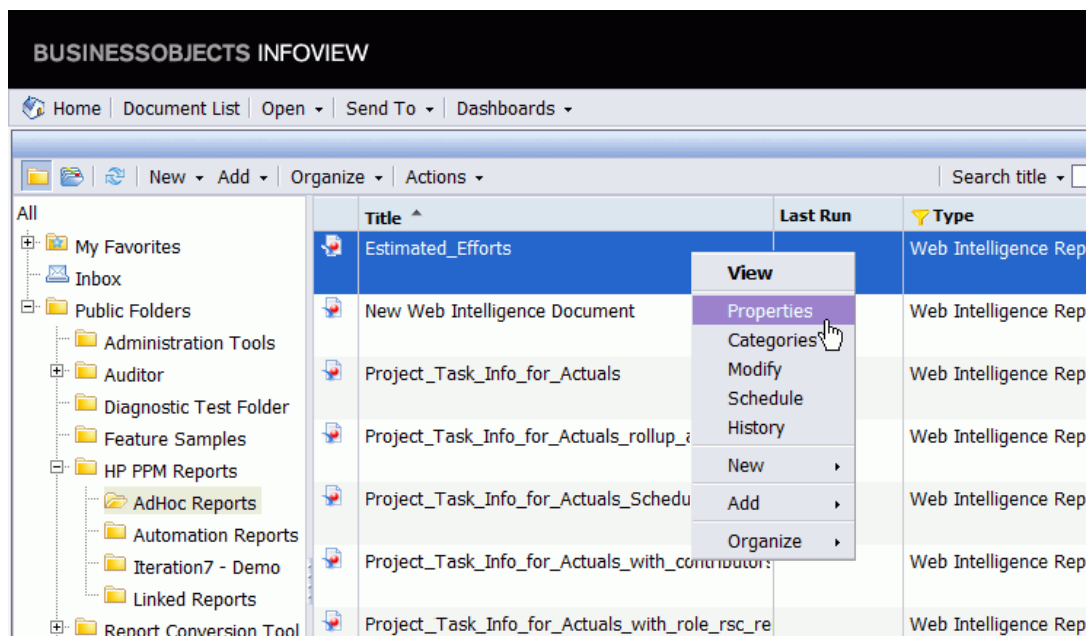 BUSINESSOBJECTS INFOVIEW
Home Document List Open Send To Dashboards
New Add Organize Actions Search title
All
My Favorites
Inbox
Public Folders
Administration Tools
Auditor
Diagnostic Test Folder
Feature Samples
HP PPM Reports
AdHoc Reports
Automation Reports
Iteration7 - Demo
Linked Reports
Report Conversion Tool
Title Last Run Type
Estimated_Efforts Web Intelligence Rep
New Web Intelligence Document Web Intelligence Rep
Project_Task_Info_for_Actuals Web Intelligence Rep
Project_Task_Info_for_Actuals_rollup_a Web Intelligence Rep
Project_Task_Info_for_Actuals_Schedu Web Intelligence Rep
Project_Task_Info_for_Actuals_with_contributors Web Intelligence Rep
Project_Task_Info_for_Actuals_with_role_rsc_re Web Intelligence Rep
View
Properties
Categories
Modify
Schedule
History
New
Add
Organize